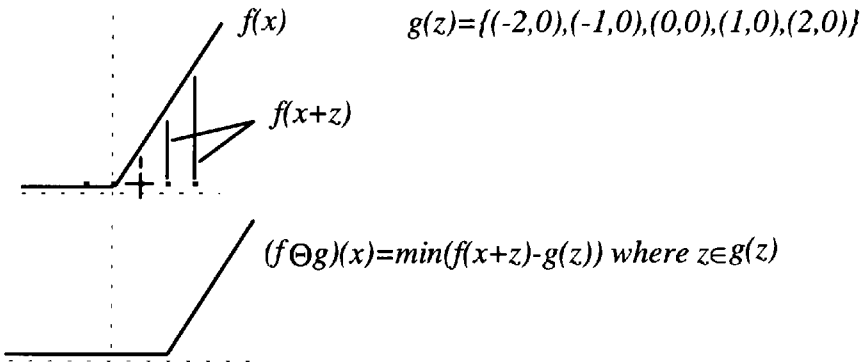 f(x)
g(z)={(-2,0),(-1,0),(0,0),(1,0),(2,0)}
f(x+z)
(fΘg)(x)=min(f(x+z)-g(z)) where z∈g(z)